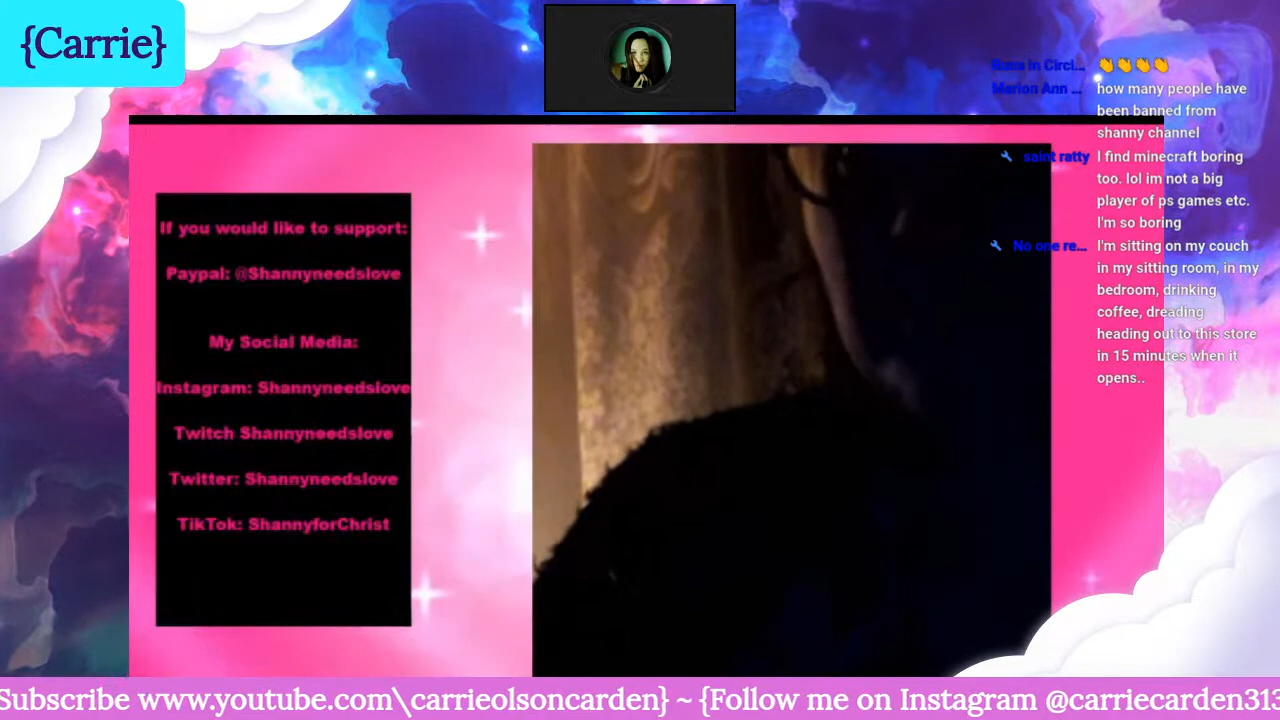 {Carrie}
👏👏👏👏
how many people have
been banned from
shanny channel
saint ratty I find minecraft boring
too. lol im not a big
player of ps games etc.
I'm so boring
No one re... I'm sitting on my couch
in my sitting room, in my
bedroom, drinking
coffee, dreading
heading out to this store
in 15 minutes when it
opens..
If you would like to support:
Paypal: @Shannyneedslove
My Social Media:
Instagram: Shannyneedslove
Twitch Shannyneedslove
Twitter: Shannyneedslove
TikTok: ShannyforChrist
Subscribe www.youtube.com\carrieolsoncarden} ~ {Follow me on Instagram @carriecarden313